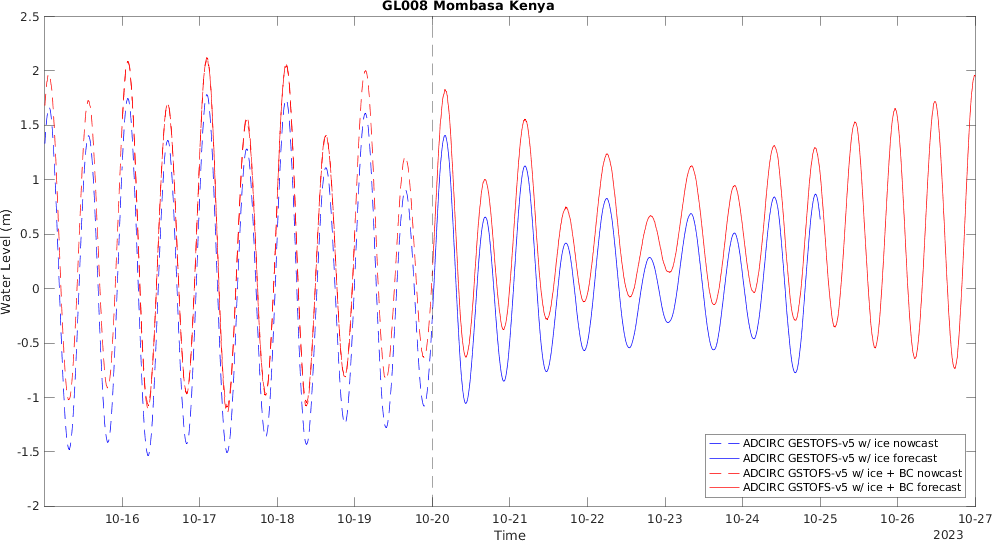 GL008 Mombasa Kenya
2.5
2
1.5
1
0.5
0
-0.5
-1
-1.5
-2
Water Level (m)
10-16 10-17 10-18 10-19 10-20 10-21 10-22 10-23 10-24 10-25 10-26 10-27
Time
2023
ADCIRC GESTOFS-v5 w/ ice nowcast
ADCIRC GESTOFS-v5 w/ ice forecast
ADCIRC GSTOFS-v5 w/ ice + BC nowcast
ADCIRC GSTOFS-v5 w/ ice + BC forecast